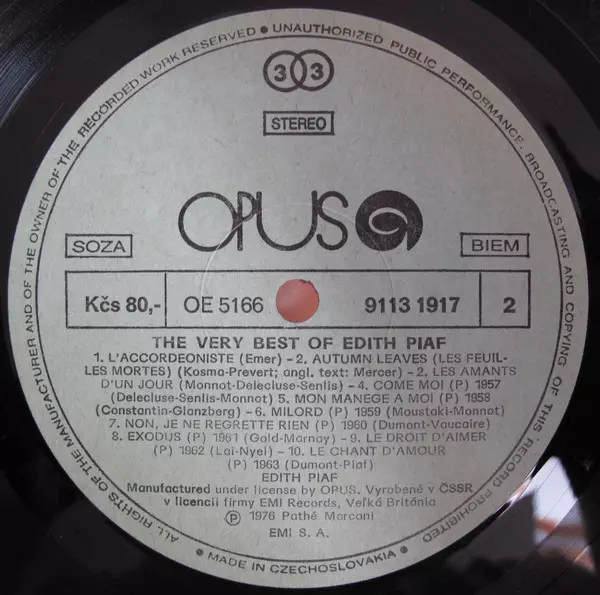 ALL RIGHTS OF THE MANUFACTURER AND OF THE OWNER OF THE RECORDED WORK RESERVED ● UNAUTHORIZED PUBLIC PERFORMANCE, BROADCASTING AND COPYING OF THIS RECORD PROHIBITED
33
STEREO
OPUS
SOZA
BIEM
Kčs 80,-
OE 5166
9113 1917
2
THE VERY BEST OF EDITH PIAF
1. L'ACCORDEONISTE (Emer) – 2. AUTUMN LEAVES (LES FEUIL-
LES MORTES) (Kosma-Prevert; angl. text: Mercer) – 2. LES AMANTS
D'UN JOUR (Monnot-Delecluse-Senlis) – 4. COME MOI (P) 1957
(Delecluse-Senlis-Monnot) – 5. MON MANEGE A MOI (P) 1958
(Constantin-Glanzberg) – 6. MILORD (P) 1959 (Moustaki-Monnot)
7. NON, JE NE REGRETTE RIEN (P) 1960 (Dumont-Vaucaire)
8. EXODUS (P) 1961 (Gold-Marnay) – 9. LE DROIT D'AIMER
(P) 1962 (Lai-Nyel) – 10. LE CHANT D'AMOUR
(P) 1963 (Dumont-Piaf)
EDITH PIAF
Manufactured under license by OPUS. Vyrobené v ČSSR
v licencii firmy EMI Records, Veľká Británia
Ⓟ 1976 Pathé Marconi
EMI S. A.
● MADE IN CZECHOSLOVAKIA ●